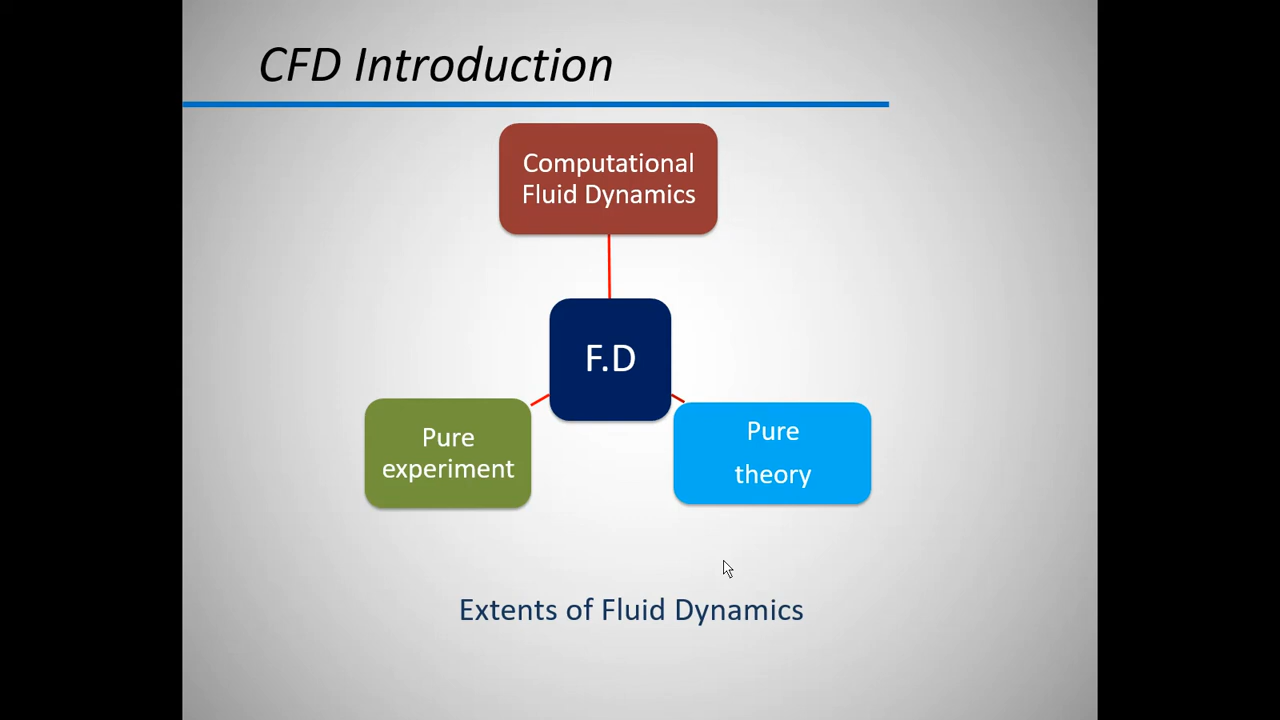 CFD Introduction
Computational
Fluid Dynamics
F.D
Pure
experiment
Pure
theory
Extents of Fluid Dynamics